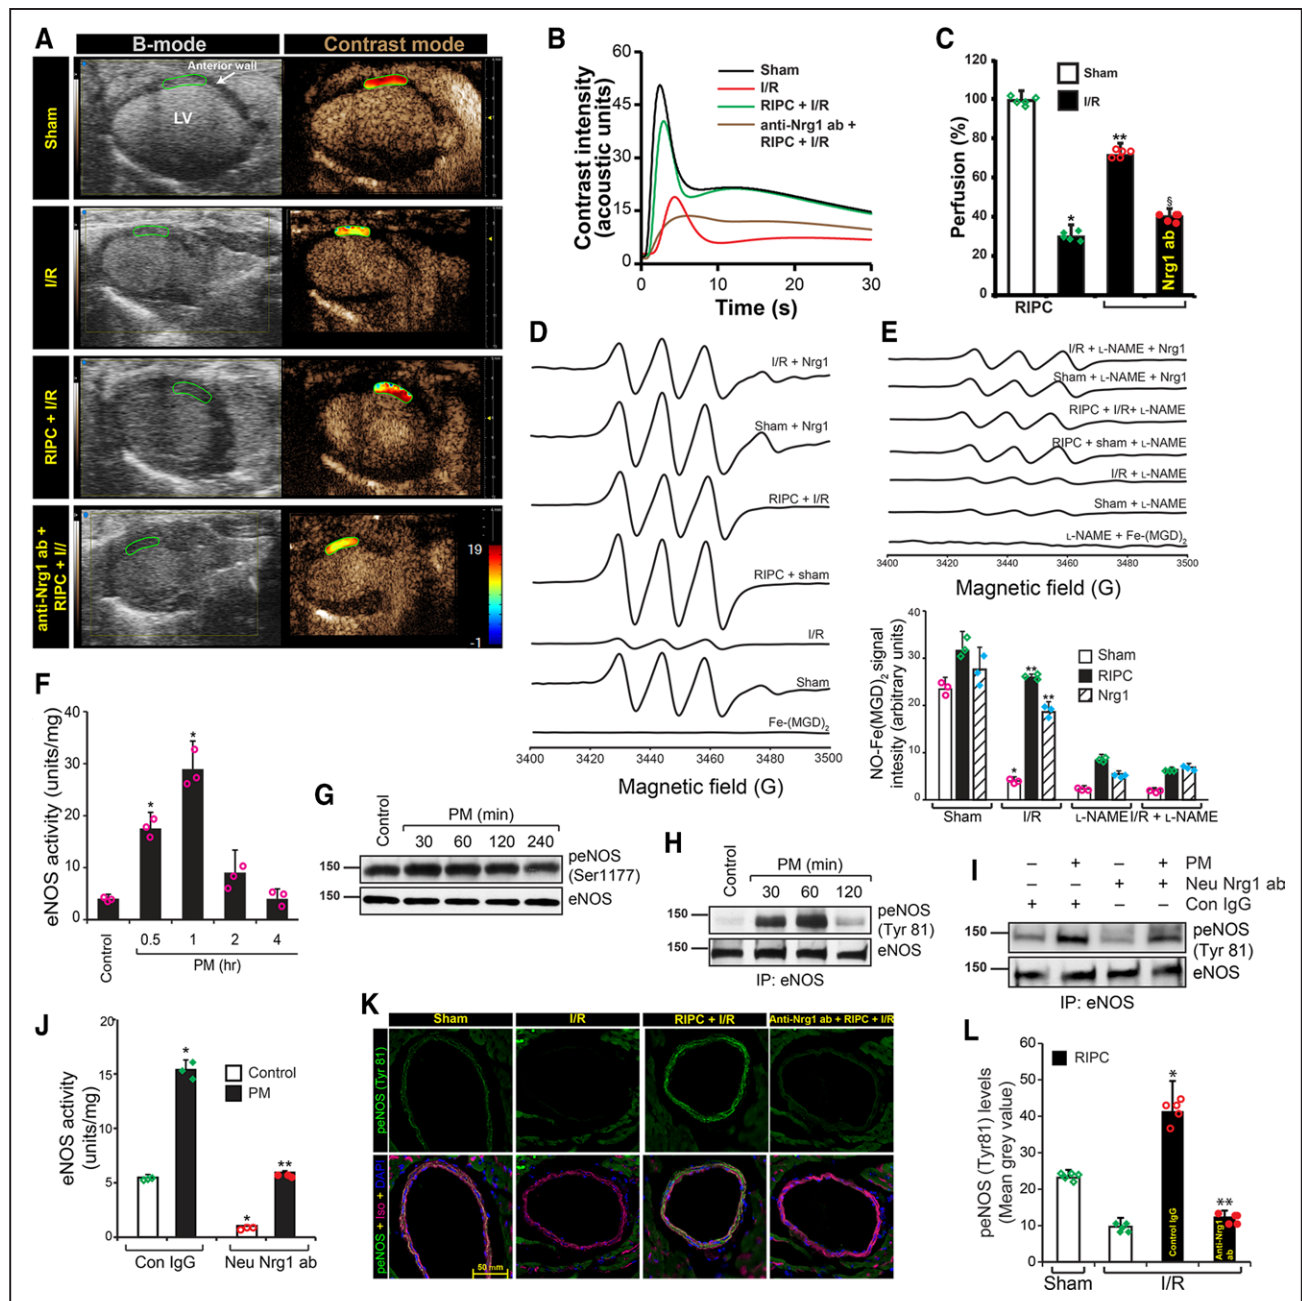 A
B-mode
Contrast mode
Sham
Anterior wall
LV
I/R
RIPC + I/R
anti-Nrg1 ab +
RIPC + I//
19
-1
B
Contrast intensity
(acoustic units)
60
45
30
15
0
Sham
I/R
RIPC + I/R
anti-Nrg1 ab +
RIPC + I/R
0 10 20 30
Time (s)
C
Perfusion (%)
120
100
80
60
40
20
0
Sham
I/R
*
**
§
Nrg1 ab
RIPC
D
I/R + Nrg1
Sham + Nrg1
RIPC + I/R
RIPC + sham
I/R
Sham
Fe-(MGD)2
3400 3420 3440 3460 3500
Magnetic field (G)
E
I/R + L-NAME + Nrg1
Sham + L-NAME + Nrg1
RIPC + I/R+ L-NAME
RIPC + sham + L-NAME
I/R + L-NAME
Sham + L-NAME
L-NAME + Fe-(MGD)2
3400 3420 3440 3460 3480 3500
Magnetic field (G)
NO-Fe(MGD)2 signal
intesity (arbitrary units)
40
30
20
10
0
Sham
RIPC
Nrg1
*
**
**
Sham I/R L-NAME I/R + L-NAME
F
eNOS activity (units/mg)
40
30
20
10
0
*
*
Control
0.5 1 2 4
PM (hr)
G
Control
PM (min)
30 60 120 240
150
peNOS
(Ser1177)
150
eNOS
H
Control
PM (min)
30 60 120
150
peNOS
(Tyr 81)
150
eNOS
IP: eNOS
I
– + – + PM
– – + + Neu Nrg1 ab
+ + – – Con IgG
150
peNOS
(Tyr 81)
150
eNOS
IP: eNOS
J
eNOS activity
(units/mg)
20
15
10
5
0
Control
PM
*
*
**
Con IgG Neu Nrg1 ab
K
Sham I/R RIPC + I/R Anti-Nrg1 ab + RIPC + I/R
peNOS (Tyr 81)
peNOS + Iso + DAPI
50 mm
L
peNOS (Tyr81) levels
(Mean grey value)
60
50
40
30
20
10
0
RIPC
*
**
Control IgG
Anti-Nrg1
ab
Sham I/R